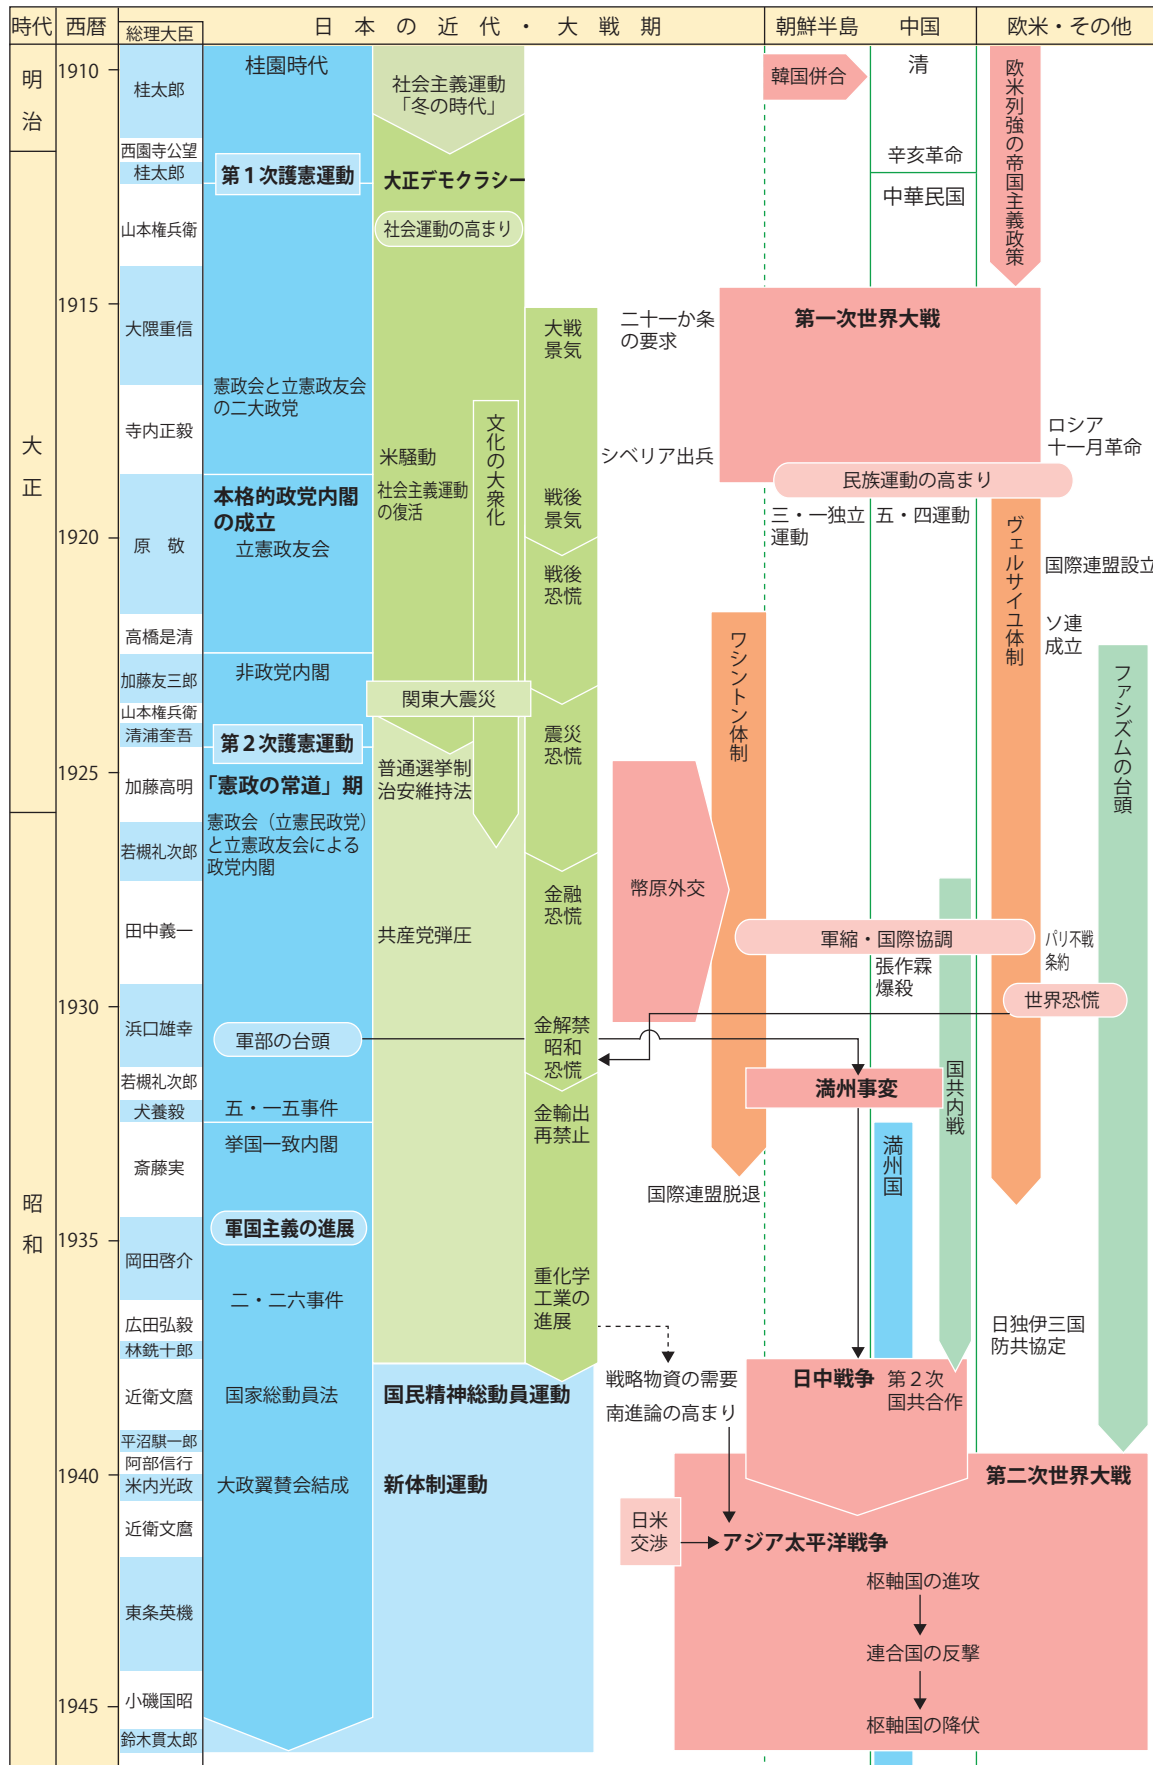 時代
西暦
総理大臣
日本の近代・大戦期
朝鮮半島
中国
欧米・その他
明治
大正
昭和
1910
1915
1920
1925
1930
1935
1940
1945
桂太郎
西園寺公望
桂太郎
山本権兵衛
大隈重信
寺内正毅
原　敬
高橋是清
加藤友三郎
山本権兵衛
清浦奎吾
加藤高明
若槻礼次郎
田中義一
浜口雄幸
若槻礼次郎
犬養毅
斎藤実
岡田啓介
広田弘毅
林銑十郎
近衛文麿
平沼騏一郎
阿部信行
米内光政
近衛文麿
東条英機
小磯国昭
鈴木貫太郎
桂園時代
第1次護憲運動
憲政会と立憲政友会
の二大政党
本格的政党内閣
の成立
立憲政友会
非政党内閣
第2次護憲運動
「憲政の常道」期
憲政会（立憲民政党）
と立憲政友会による
政党内閣
軍部の台頭
五・一五事件
挙国一致内閣
軍国主義の進展
二・二六事件
国家総動員法
大政翼賛会結成
社会主義運動
「冬の時代」
大正デモクラシー
社会運動の高まり
米騒動
社会主義運動
の復活
文化の大衆化
関東大震災
普通選挙制
治安維持法
共産党弾圧
国民精神総動員運動
新体制運動
大戦
景気
戦後
景気
戦後
恐慌
震災
恐慌
金融
恐慌
金解禁
昭和
恐慌
金輸出
再禁止
重化学
工業の
進展
二十一か条
の要求
シベリア出兵
ワシントン体制
幣原外交
国際連盟脱退
戦略物資の需要
南進論の高まり
日米
交渉
韓国併合
清
辛亥革命
中華民国
第一次世界大戦
民族運動の高まり
三・一独立
運動
五・四運動
軍縮・国際協調
張作霖
爆殺
満州事変
国共内戦
満州国
日中戦争
第2次
国共合作
アジア太平洋戦争
欧米列強の帝国主義政策
ロシア
十一月革命
ヴェルサイユ体制
国際連盟設立
ソ連
成立
ファシズムの台頭
パリ不戦
条約
世界恐慌
日独伊三国
防共協定
第二次世界大戦
枢軸国の進攻
連合国の反撃
枢軸国の降伏